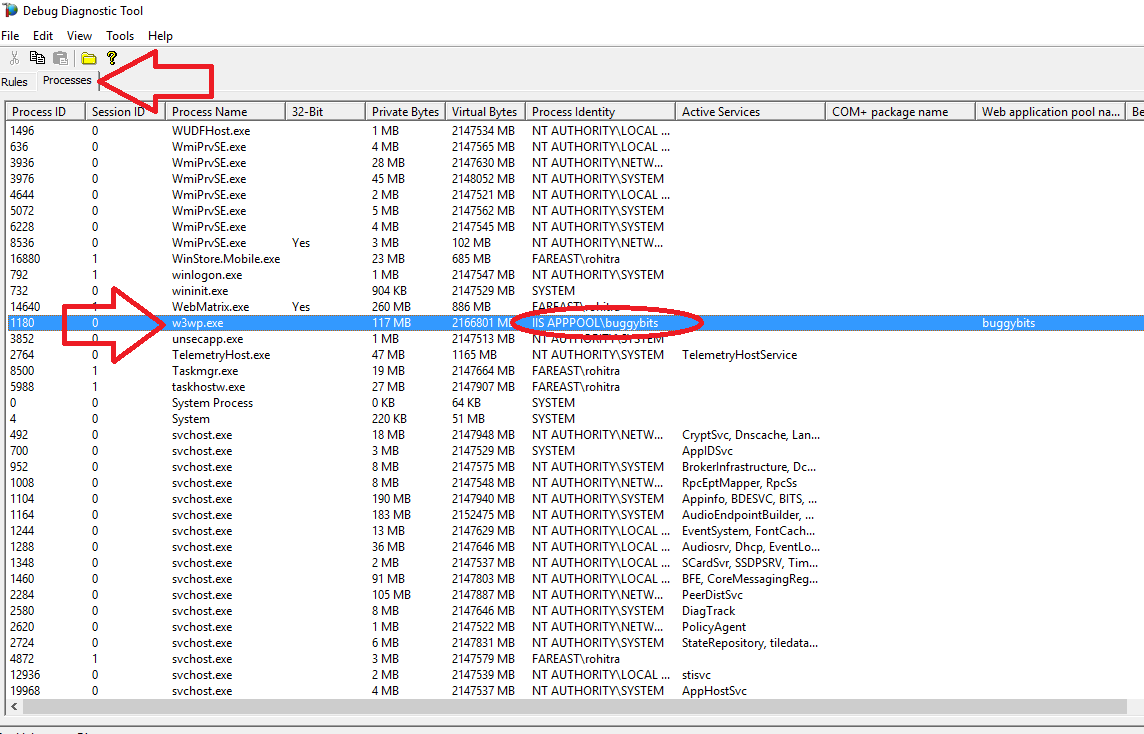 Debug Diagnostic Tool
File Edit View Tools Help
Rules Processes
Process ID Session ID Process Name 32-Bit Private Bytes Virtual Bytes Process Identity Active Services COM+ package name Web application pool na... Be
1496 0 WUDFHost.exe 1 MB 2147534 MB NT AUTHORITY\LOCAL ...
636 0 WmiPrvSE.exe 4 MB 2147565 MB NT AUTHORITY\LOCAL ...
3936 0 WmiPrvSE.exe 28 MB 2147630 MB NT AUTHORITY\NETW...
3976 0 WmiPrvSE.exe 45 MB 2148052 MB NT AUTHORITY\SYSTEM
4644 0 WmiPrvSE.exe 2 MB 2147521 MB NT AUTHORITY\LOCAL ...
5072 0 WmiPrvSE.exe 5 MB 2147562 MB NT AUTHORITY\SYSTEM
6228 0 WmiPrvSE.exe 4 MB 2147545 MB NT AUTHORITY\SYSTEM
8536 0 WmiPrvSE.exe Yes 3 MB 102 MB NT AUTHORITY\NETW...
16880 1 WinStore.Mobile.exe 23 MB 685 MB FAREAST\rohitra
792 1 winlogon.exe 1 MB 2147547 MB NT AUTHORITY\SYSTEM
732 0 wininit.exe 904 KB 2147529 MB SYSTEM
14640 1 WebMatrix.exe Yes 260 MB 886 MB FAREAST\rohitra
1180 0 w3wp.exe 117 MB 2166801 MB IIS APPPOOL\buggybits buggybits
3852 0 unsecapp.exe 1 MB 2147513 MB NT AUTHORITY\SYSTEM
2764 0 TelemetryHost.exe 47 MB 1165 MB NT AUTHORITY\SYSTEM TelemetryHostService
8500 1 Taskmgr.exe 19 MB 2147664 MB FAREAST\rohitra
5988 1 taskhostw.exe 27 MB 2147907 MB FAREAST\rohitra
0 0 System Process 0 KB 64 KB SYSTEM
4 0 System 220 KB 51 MB SYSTEM
492 0 svchost.exe 18 MB 2147948 MB NT AUTHORITY\NETW... CryptSvc, Dnscache, Lan...
700 0 svchost.exe 3 MB 2147529 MB SYSTEM AppIDSvc
952 0 svchost.exe 8 MB 2147575 MB NT AUTHORITY\SYSTEM BrokerInfrastructure, Dc...
1008 0 svchost.exe 8 MB 2147548 MB NT AUTHORITY\NETW... RpcEptMapper, RpcSs
1104 0 svchost.exe 190 MB 2147940 MB NT AUTHORITY\SYSTEM Appinfo, BDESVC, BITS, ...
1164 0 svchost.exe 183 MB 2152475 MB NT AUTHORITY\SYSTEM AudioEndpointBuilder, ...
1244 0 svchost.exe 13 MB 2147629 MB NT AUTHORITY\LOCAL ... EventSystem, FontCach...
1288 0 svchost.exe 36 MB 2147646 MB NT AUTHORITY\LOCAL ... Audiosrv, Dhcp, EventLo...
1348 0 svchost.exe 2 MB 2147537 MB NT AUTHORITY\LOCAL ... SCardSvr, SSDPSRV, Tim...
1460 0 svchost.exe 91 MB 2147803 MB NT AUTHORITY\LOCAL ... BFE, CoreMessagingReg...
2284 0 svchost.exe 105 MB 2147887 MB NT AUTHORITY\NETW... PeerDistSvc
2580 0 svchost.exe 8 MB 2147646 MB NT AUTHORITY\SYSTEM DiagTrack
2620 0 svchost.exe 1 MB 2147522 MB NT AUTHORITY\NETW... PolicyAgent
2724 0 svchost.exe 6 MB 2147831 MB NT AUTHORITY\SYSTEM StateRepository, tiledata...
4872 1 svchost.exe 3 MB 2147579 MB FAREAST\rohitra
12936 0 svchost.exe 2 MB 2147539 MB NT AUTHORITY\LOCAL ... stisvc
19968 0 svchost.exe 4 MB 2147537 MB NT AUTHORITY\SYSTEM AppHostSvc